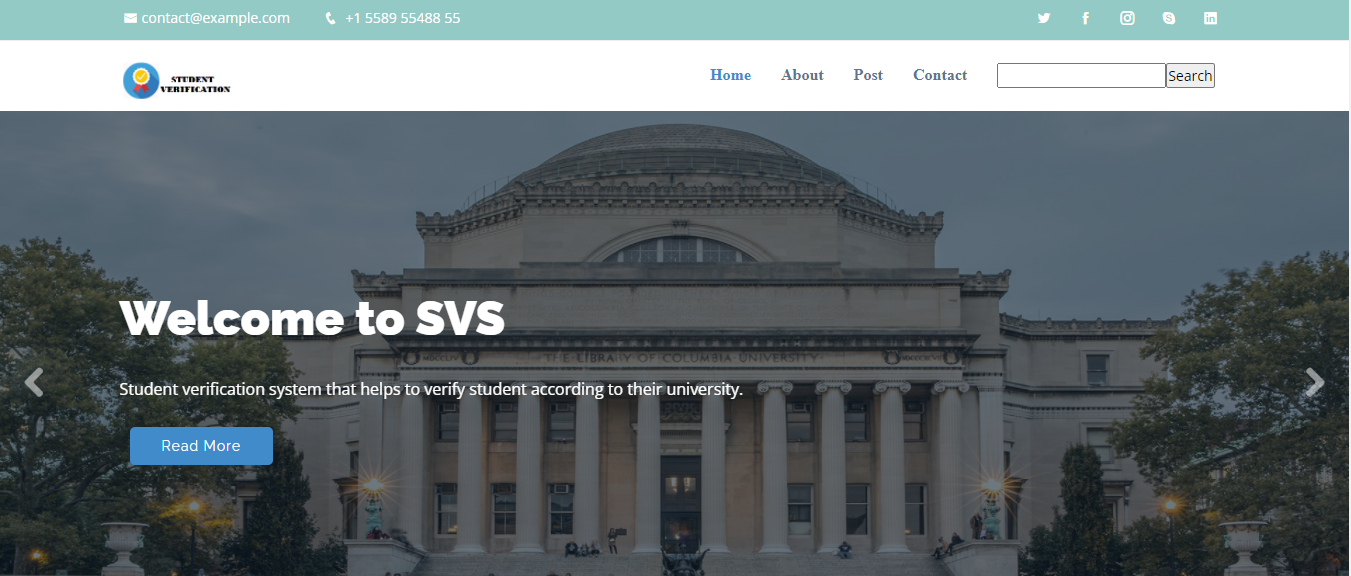 contact@example.com +1 5589 55488 55
STUDENT
VERIFICATION
Home About Post Contact Search
Welcome to SVS
THE LIBRARY OF COLUMBIA UNIVERSITY
Student verification system that helps to verify student according to their university.
Read More